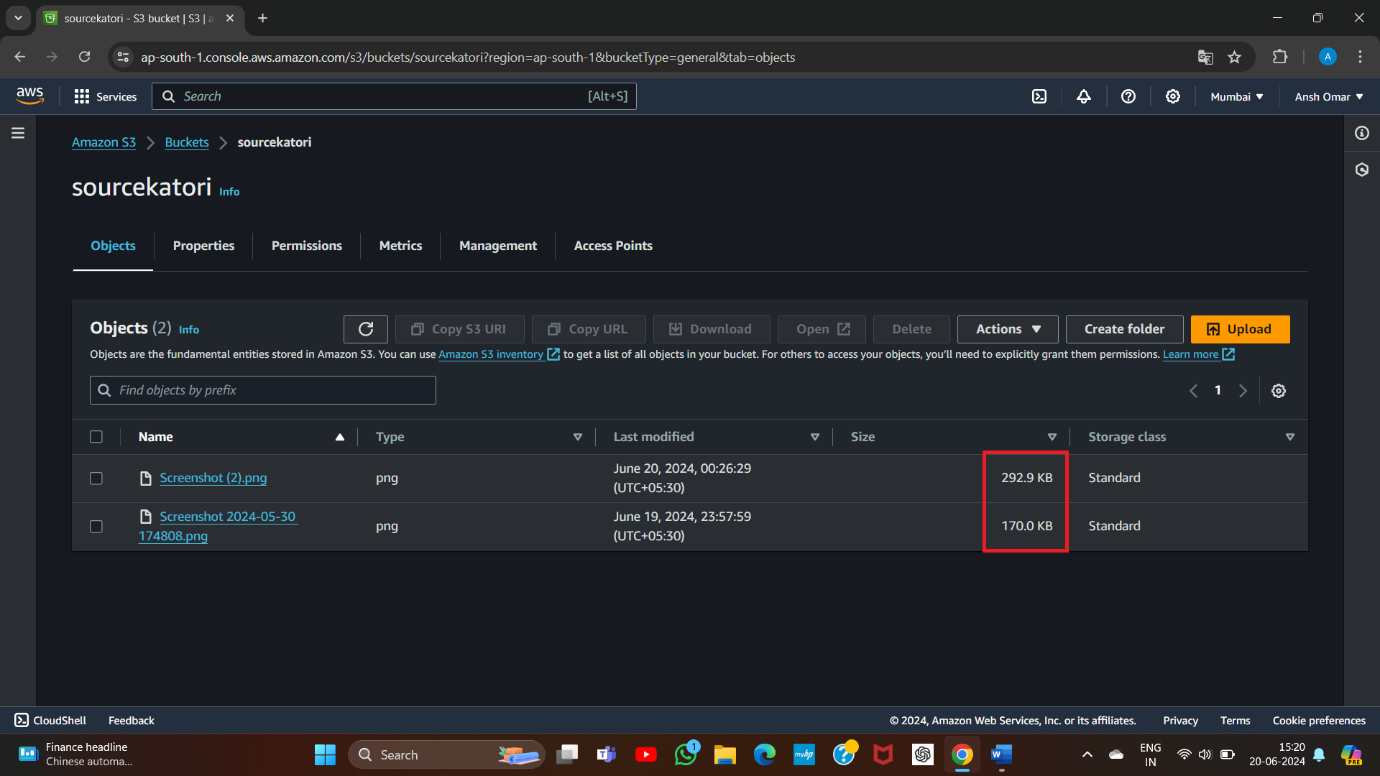 sourcekatori - S3 bucket | S3 | a
ap-south-1.console.aws.amazon.com/s3/buckets/sourcekatori?region=ap-south-1&bucketType=general&tab=objects
A
aws
Services
Search
[Alt+S]
Mumbai
Ansh Omar
Amazon S3
Buckets
sourcekatori
sourcekatori
Info
Objects
Properties
Permissions
Metrics
Management
Access Points
Objects (2)
Info
Copy S3 URI
Copy URL
Download
Open
Delete
Actions
Create folder
Upload
Objects are the fundamental entities stored in Amazon S3. You can use Amazon S3 inventory to get a list of all objects in your bucket. For others to access your objects, you'll need to explicitly grant them permissions. Learn more
Find objects by prefix
1
Name
Type
Last modified
Size
Storage class
Screenshot (2).png
png
June 20, 2024, 00:26:29
(UTC+05:30)
292.9 KB
Standard
Screenshot 2024-05-30
174808.png
png
June 19, 2024, 23:57:59
(UTC+05:30)
170.0 KB
Standard
CloudShell
Feedback
© 2024, Amazon Web Services, Inc. or its affiliates.
Privacy
Terms
Cookie preferences
Finance headline
Chinese automa...
Search
1
mvhp
ENG
IN
15:20
20-06-2024
PRE